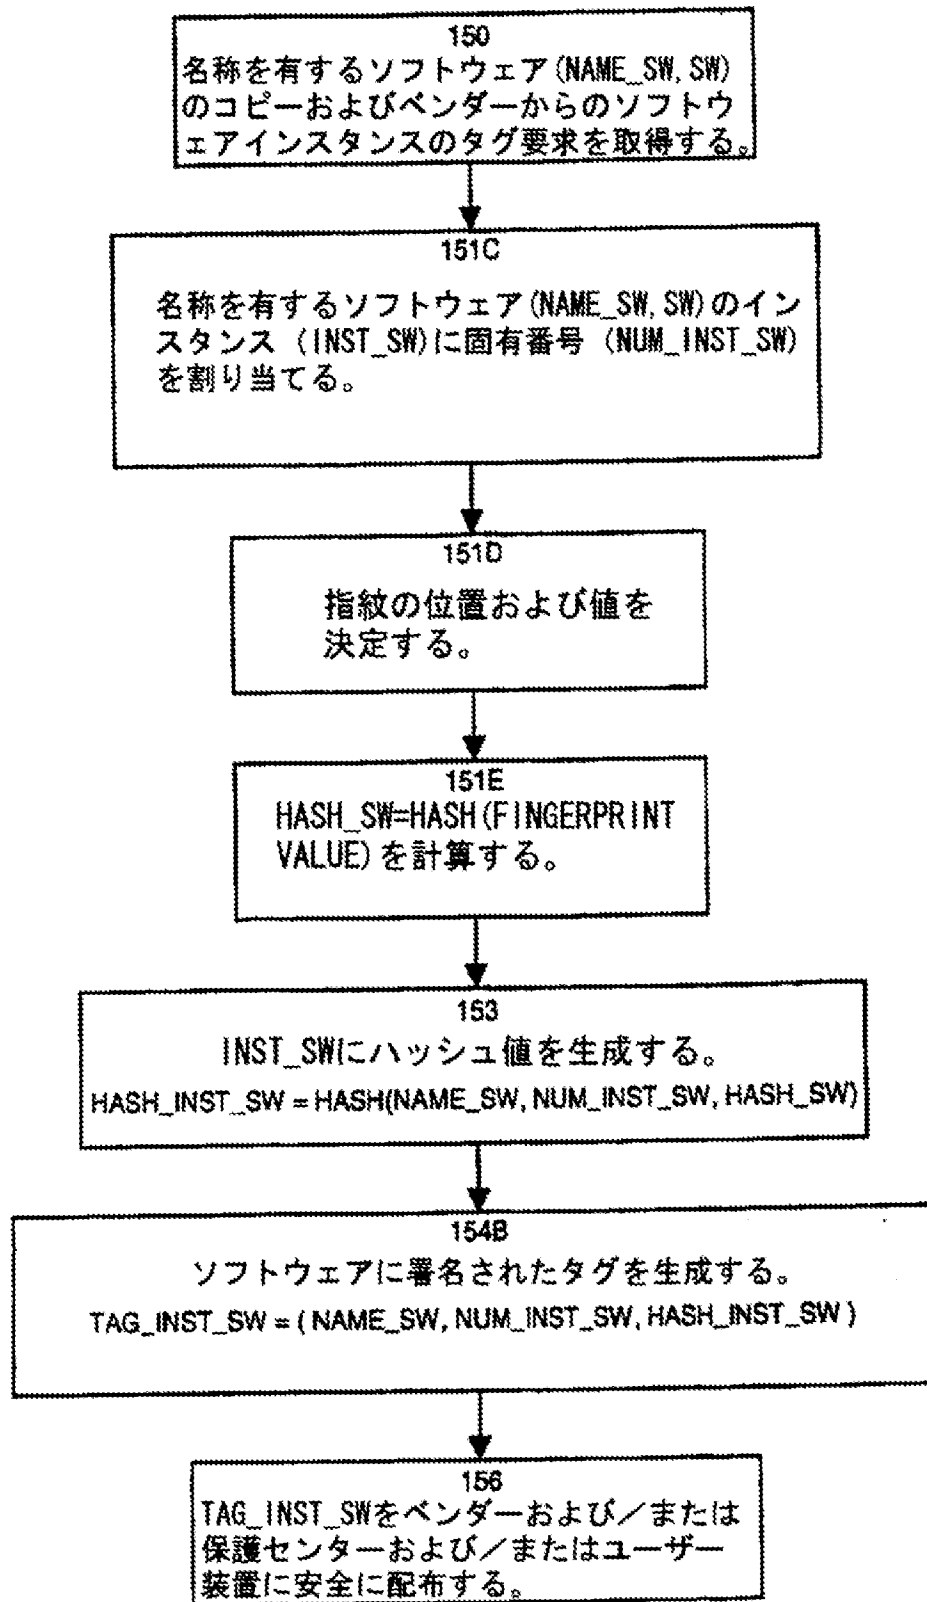 150
名称を有するソフトウェア(NAME_SW,SW)
のコピーおよびベンダーからのソフトウ
ェアインスタンスのタグ要求を取得する。
151C
名称を有するソフトウェア(NAME_SW,SW)のイン
スタンス (INST_SW)に固有番号 (NUM_INST_SW)
を割り当てる。
151D
指紋の位置および値を
決定する。
151E
HASH_SW=HASH(FINGERPRINT
VALUE)を計算する。
153
INST_SWにハッシュ値を生成する。
HASH_INST_SW = HASH(NAME_SW, NUM_INST_SW, HASH_SW)
154B
ソフトウェアに署名されたタグを生成する。
TAG_INST_SW = ( NAME_SW, NUM_INST_SW, HASH_INST_SW )
156
TAG_INST_SWをベンダーおよび／または
保護センターおよび／またはユーザー
装置に安全に配布する。